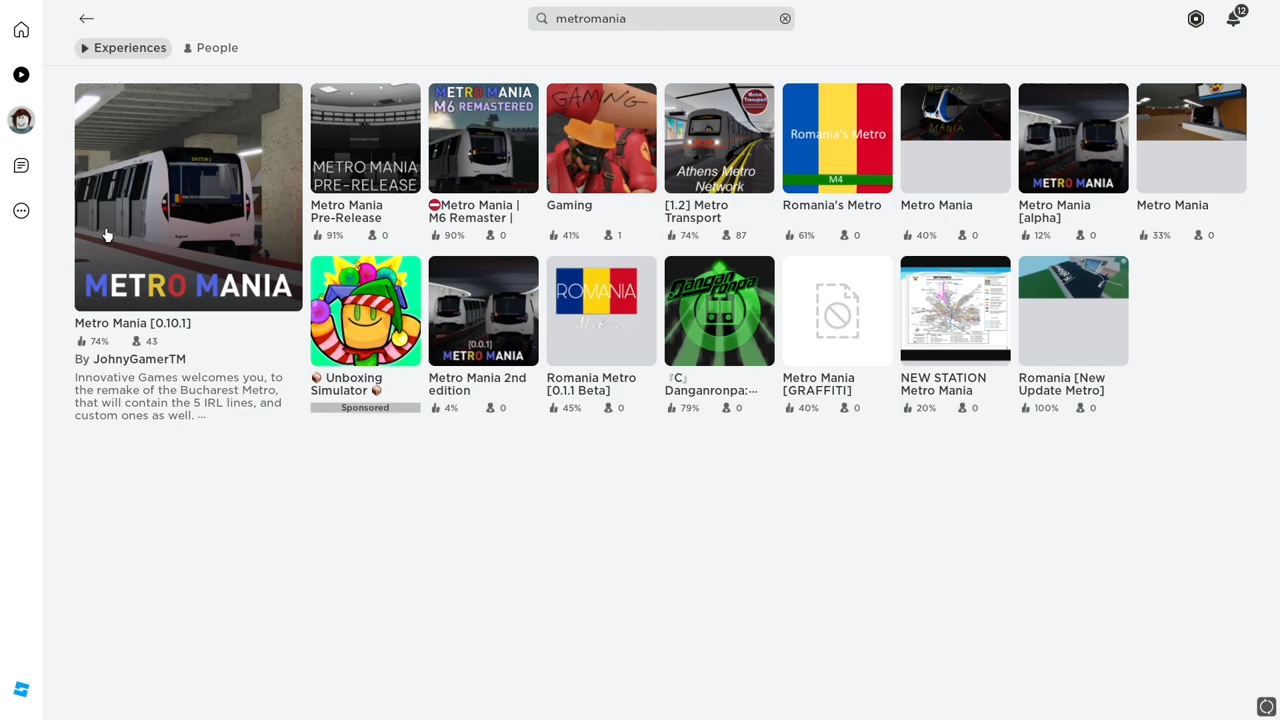 metromania
12
Experiences
People
METRO MANIA
Metro Mania [0.10.1]
74%
43
By JohnyGamerTM
Innovative Games welcomes you, to
the remake of the Bucharest Metro,
that will contain the 5 IRL lines, and
custom ones as well. ...
METRO MANIA
PRE-RELEASE
Metro Mania
Pre-Release
91%
0
METRO MANIA
M6 REMASTERED
⛔Metro Mania |
M6 Remaster |
90%
0
GAMING
Gaming
41%
1
Metro
Transport
Athens Metro
Network
[1.2] Metro
Transport
74%
87
Romania's Metro
M4
Romania's Metro
61%
0
METRO
MANIA
Metro Mania
40%
0
METRO MANIA
Metro Mania
[alpha]
12%
0
Metro Mania
33%
0
📦 Unboxing
Simulator 📦
Sponsored
[0.0.1]
METRO MANIA
Metro Mania 2nd
edition
4%
0
ROMANIA
Metro
Romania Metro
[0.1.1 Beta]
45%
0
Danganronpa
『C』
Danganronpa:...
79%
0
Metro Mania
[GRAFFITI]
40%
0
NEW STATION
Metro Mania
20%
0
Romania [New
Update Metro]
100%
0